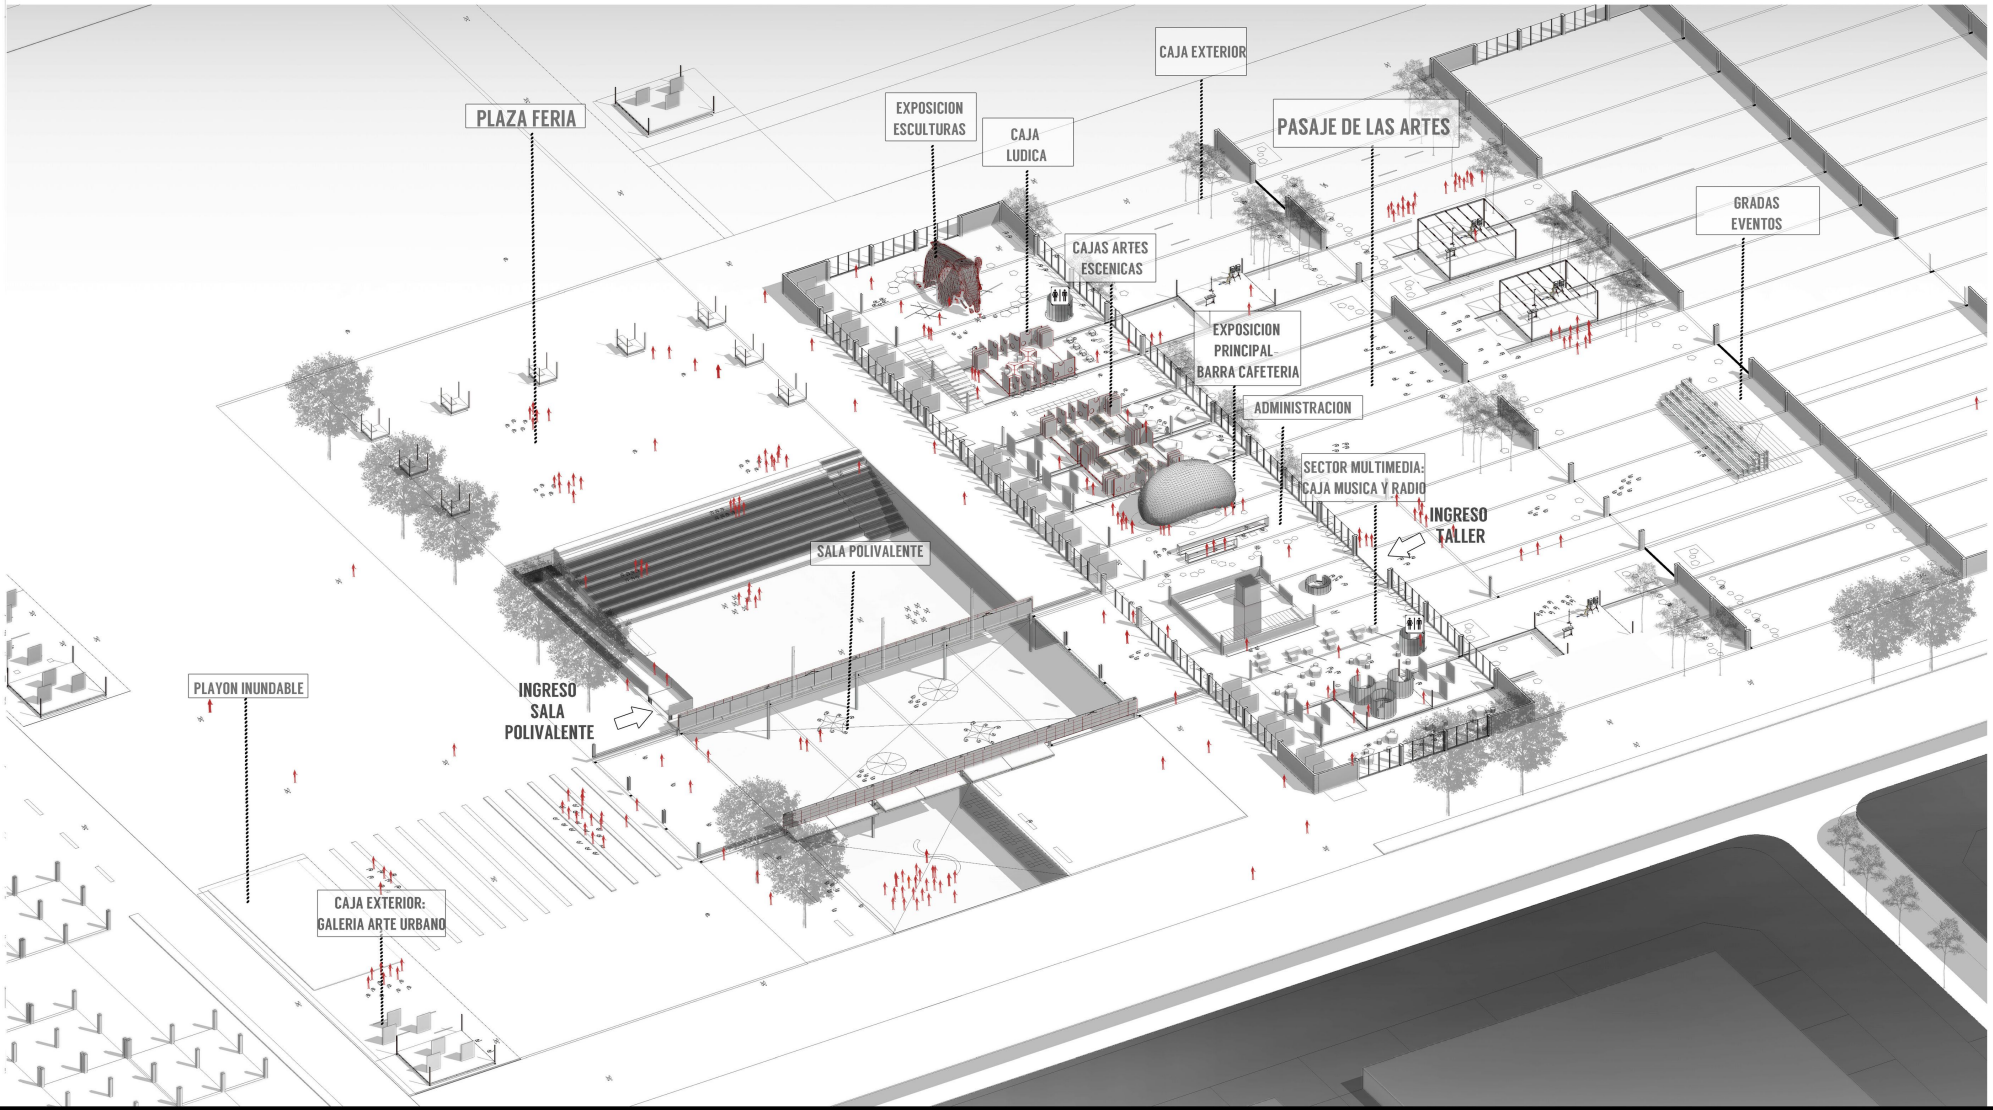 CAJA EXTERIOR
PLAZA FERIA
EXPOSICION
ESCULTURAS
CAJA
LUDICA
PASAJE DE LAS ARTES
GRADAS
EVENTOS
CAJAS ARTES
ESCENICAS
EXPOSICION
PRINCIPAL-
BARRA CAFETERIA
ADMINISTRACION
SECTOR MULTIMEDIA:
CAJA MUSICA Y RADIO
INGRESO
TALLER
SALA POLIVALENTE
PLAYON INUNDABLE
INGRESO
SALA
POLIVALENTE
CAJA EXTERIOR:
GALERIA ARTE URBANO